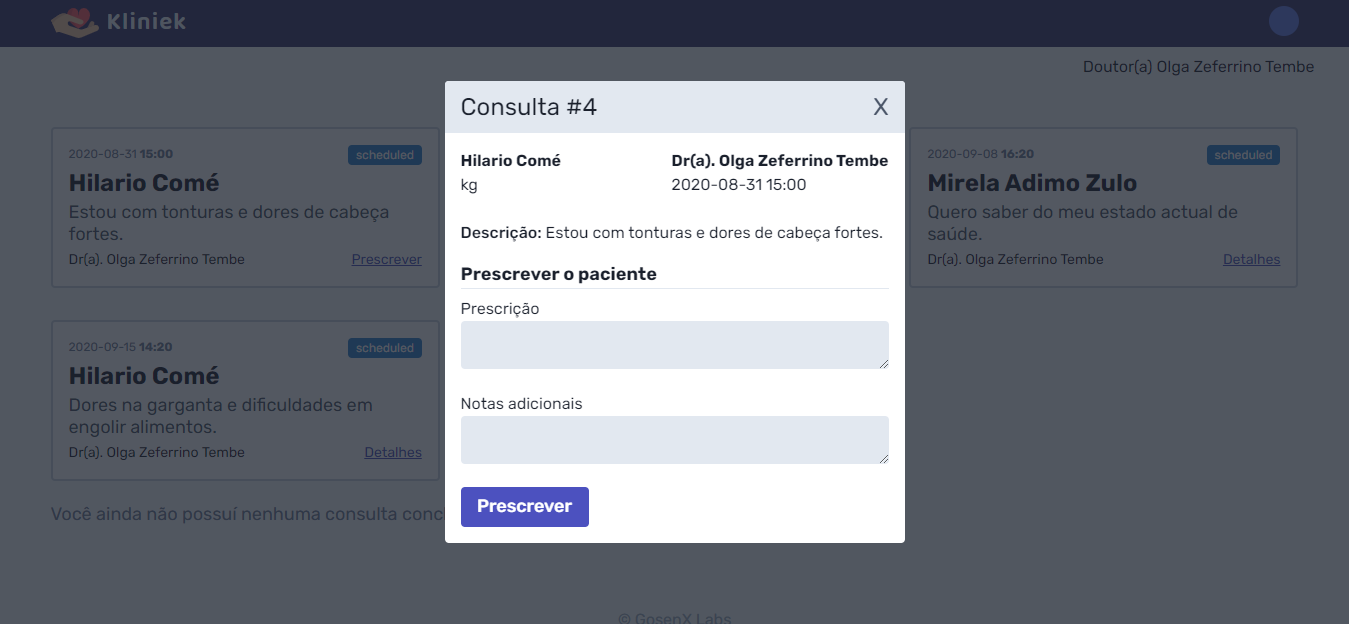 Kliniek
Doutor(a) Olga Zeferrino Tembe
2020-08-31 15:00
scheduled
Hilario Comé
Estou com tonturas e dores de cabeça
fortes.
Dr(a). Olga Zeferrino Tembe
Prescrever
Consulta #4
X
Hilario Comé
kg
Dr(a). Olga Zeferrino Tembe
2020-08-31 15:00
Descrição: Estou com tonturas e dores de cabeça fortes.
Prescrever o paciente
Prescrição
Notas adicionais
Prescrever
2020-09-08 16:20
scheduled
Mirela Adimo Zulo
Quero saber do meu estado actual de
saúde.
Dr(a). Olga Zeferrino Tembe
Detalhes
2020-09-15 14:20
scheduled
Hilario Comé
Dores na garganta e dificuldades em
engolir alimentos.
Dr(a). Olga Zeferrino Tembe
Detalhes
Você ainda não possuí nenhuma consulta
© GosenX Labs